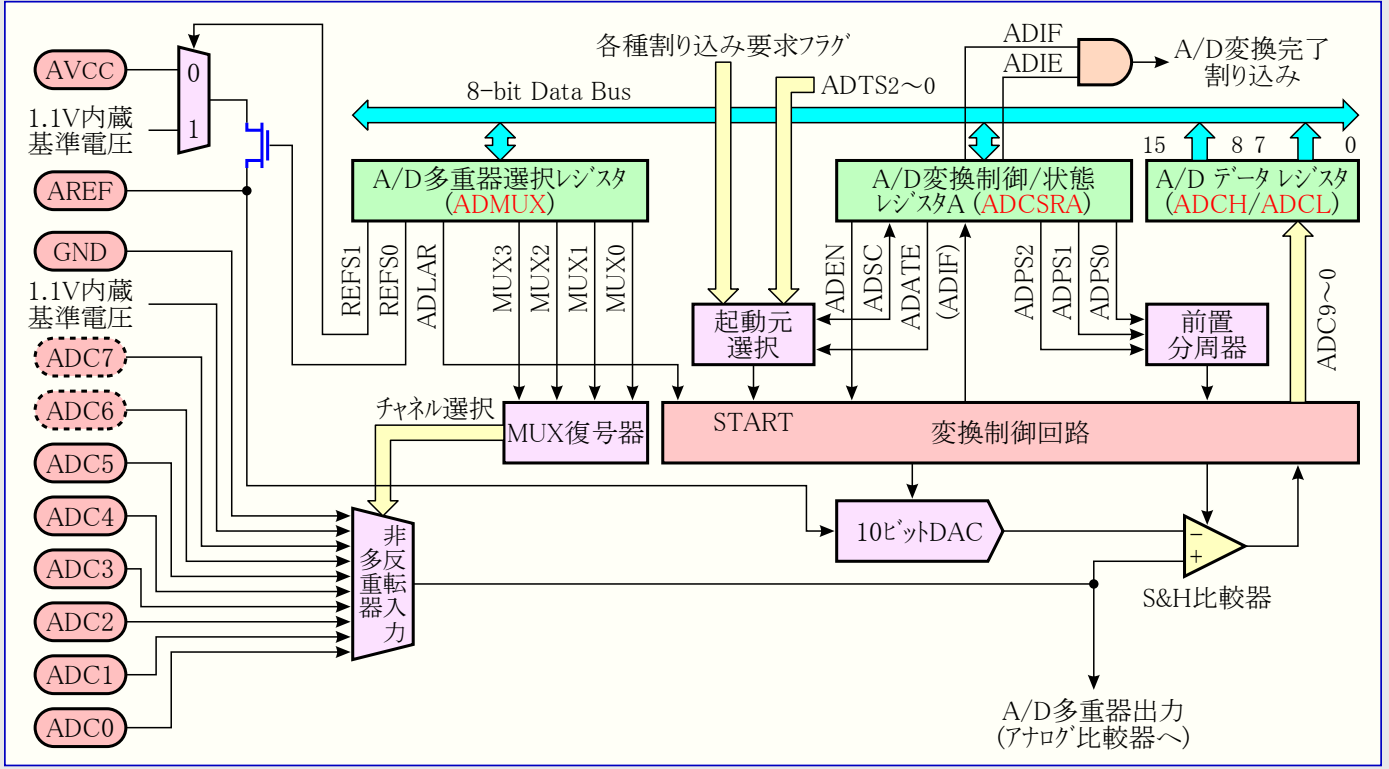 AVCC
0
1
1.1V内蔵
基準電圧
AREF
GND
1.1V内蔵
基準電圧
ADC7
ADC6
ADC5
ADC4
ADC3
ADC2
ADC1
ADC0
8-bit Data Bus
各種割り込み要求フラグ
ADTS2～0
ADIF
ADIE
A/D変換完了
割り込み
A/D多重器選択レジスタ
(ADMUX)
A/D変換制御/状態
レジスタA (ADCSRA)
15
8
7
0
A/D データ レジスタ
(ADCH/ADCL)
REFS1
REFS0
ADLAR
MUX3
MUX2
MUX1
MUX0
ADEN
ADSC
ADATE
(ADIF)
ADPS2
ADPS1
ADPS0
ADC9～0
起動元
選択
前置
分周器
チャネル選択
MUX復号器
START
変換制御回路
非反転入力
多重器
10ビットDAC
−
+
S&H比較器
A/D多重器出力
(アナログ比較器へ)